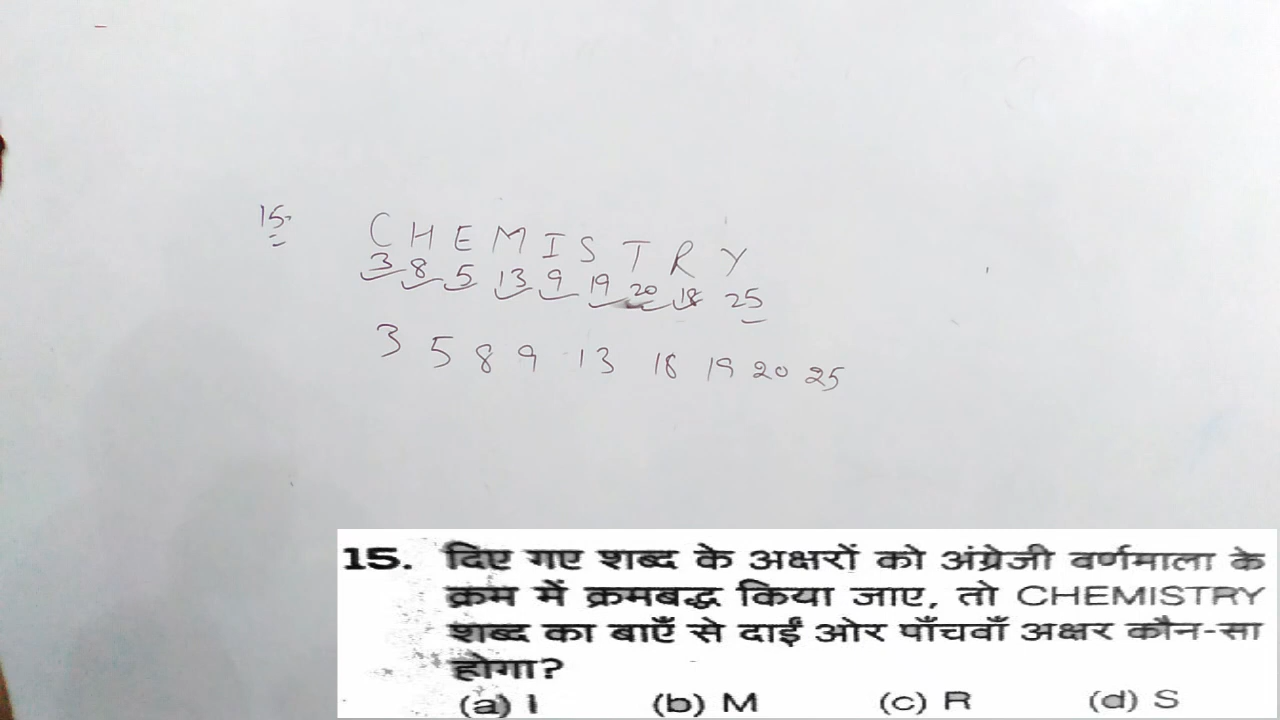 15.
C H E M I S T R Y
3 8 5 13 9 19 20 18 25
3 5 8 9 13 18 19 20 25
15. दिए गए शब्द के अक्षरों को अंग्रेजी वर्णमाला के
क्रम में क्रमबद्ध किया जाए, तो CHEMISTRY
शब्द का बाएँ से दाईं ओर पाँचवाँ अक्षर कौन-सा
होगा?
(a) I (b) M (c) R (d) S